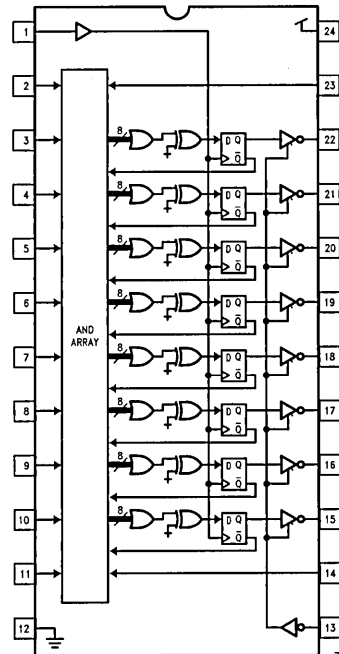 1 24
2 23
8
3 D Q 22
Q̅
8
4 D Q 21
Q̅
8
5 D Q 20
Q̅
8
6 D Q 19
Q̅
AND
ARRAY
8
7 D Q 18
Q̅
8
8 D Q 17
Q̅
8
9 D Q 16
Q̅
8
10 D Q 15
Q̅
11 14
12 13